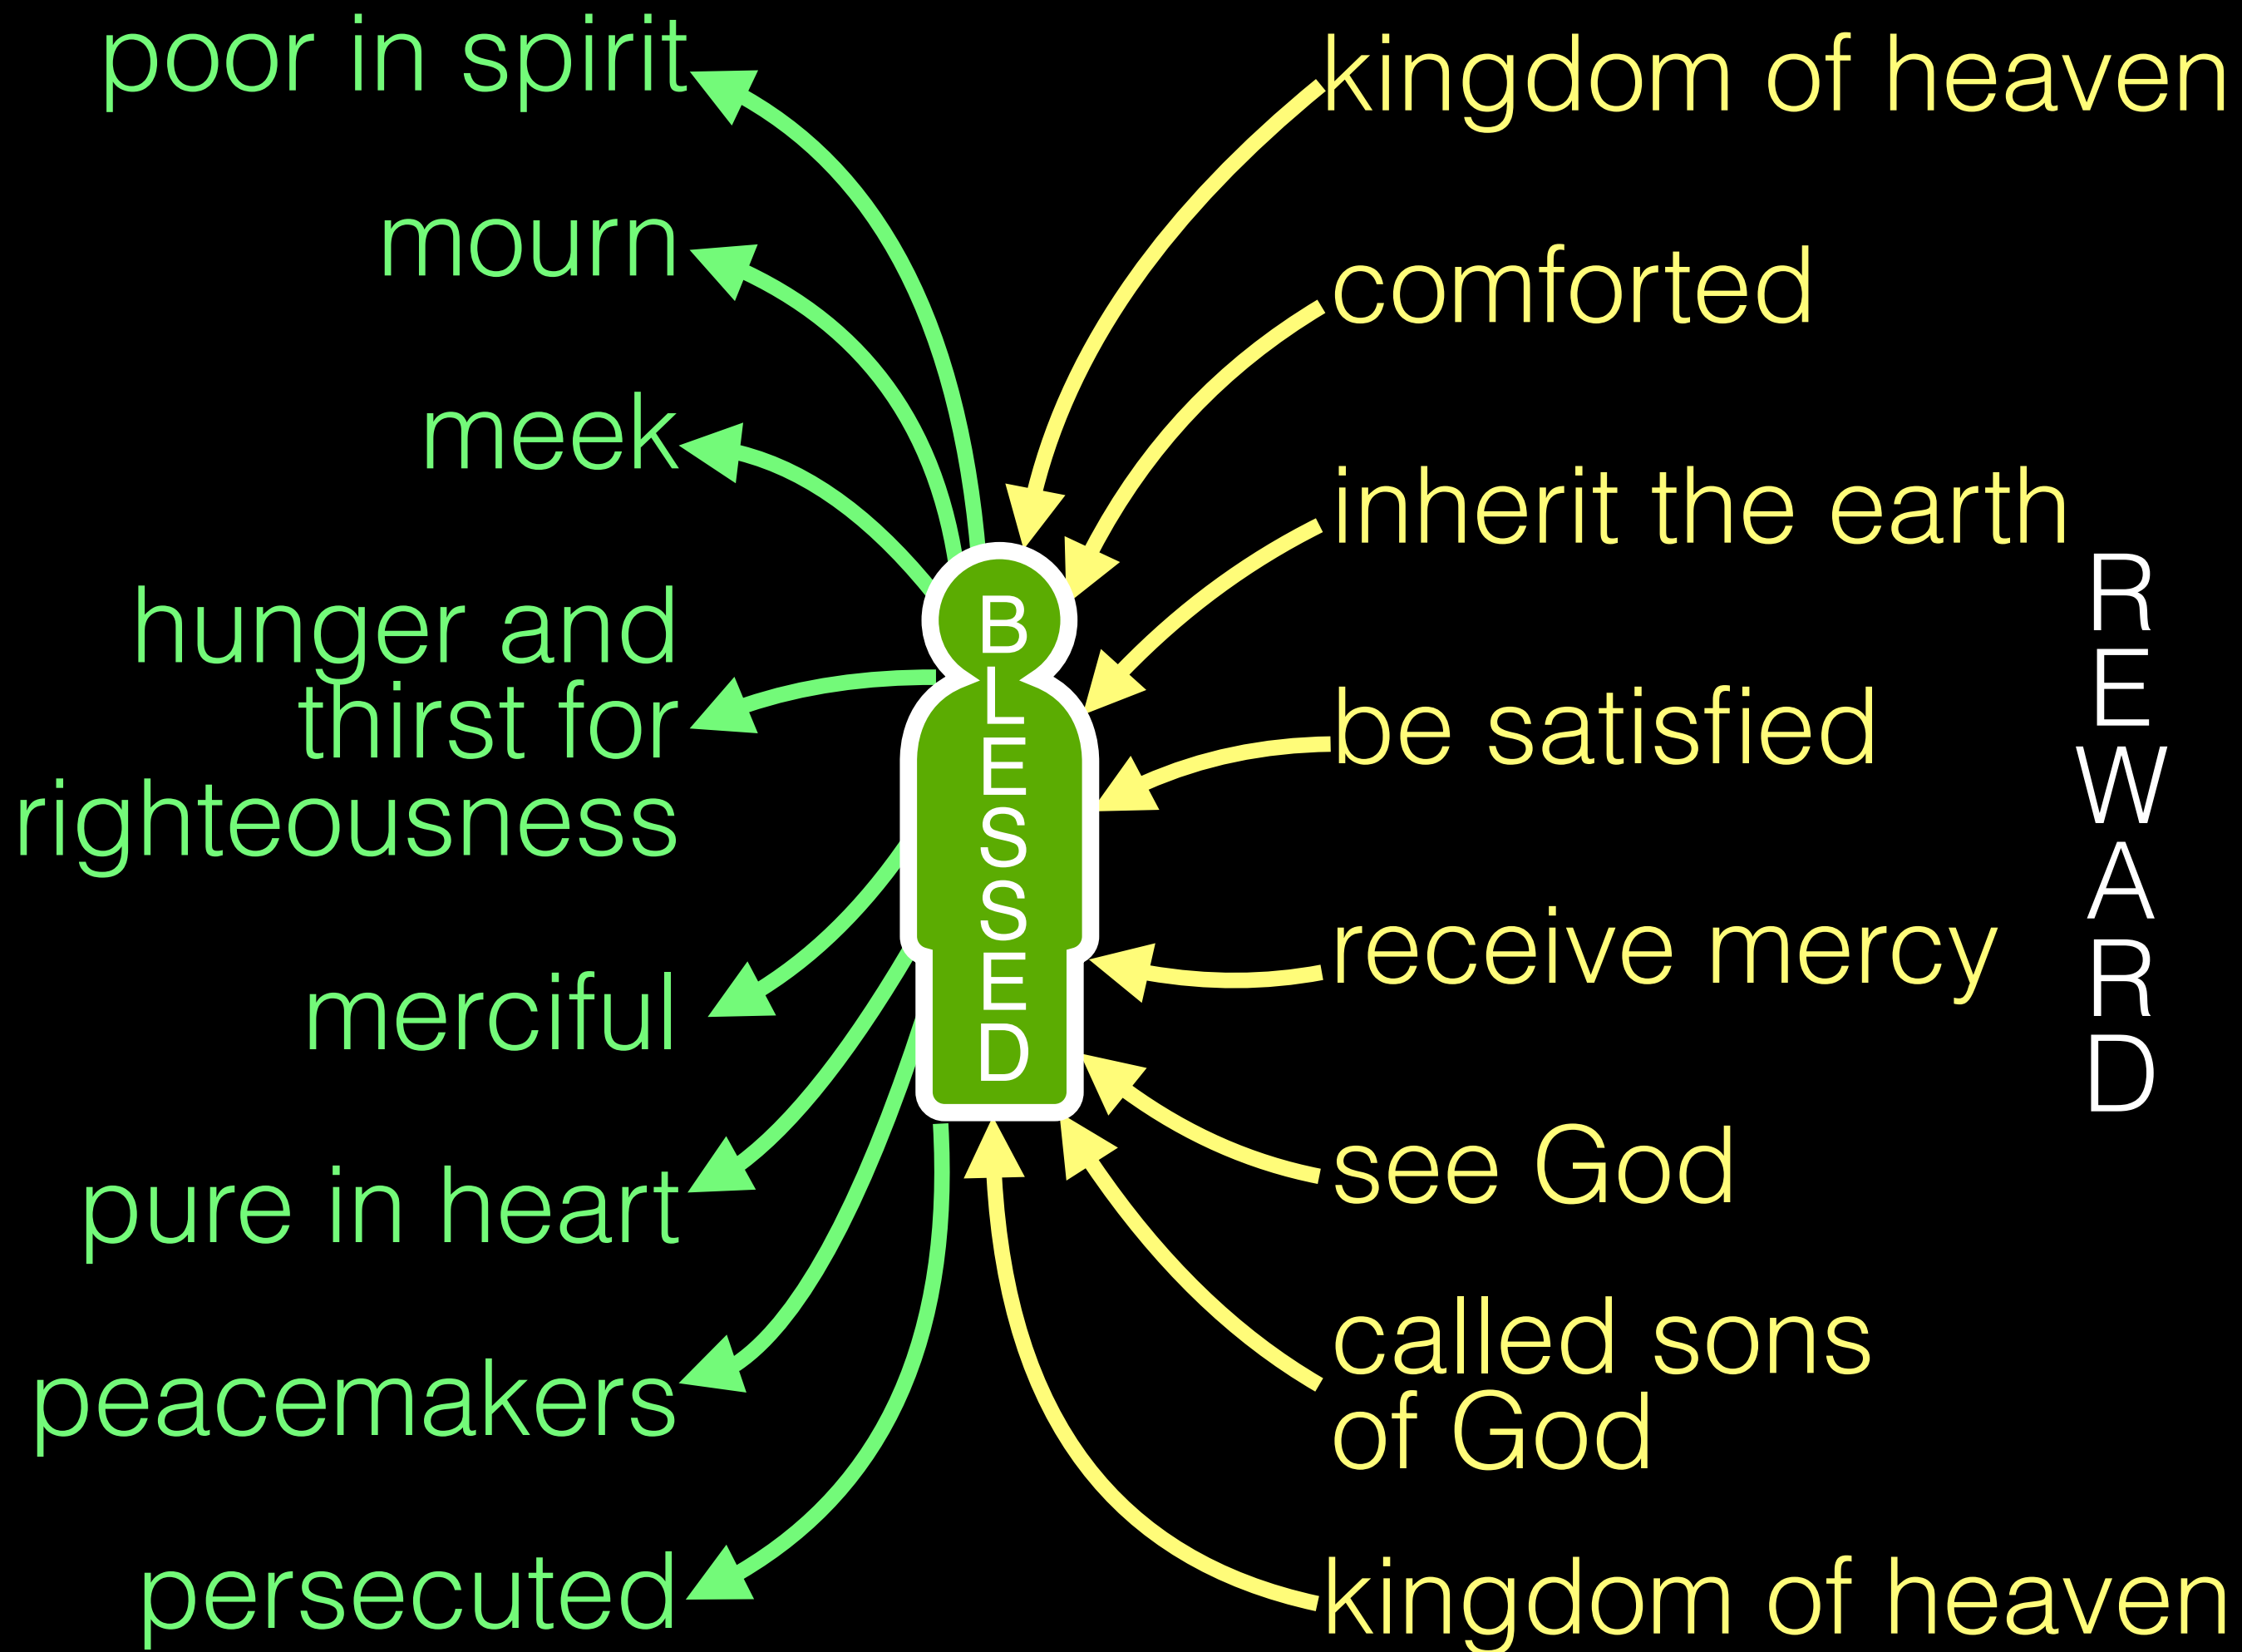 poor in spirit
mourn
meek
hunger and
thirst for
righteousness
merciful
pure in heart
peacemakers
persecuted
BLESSED
kingdom of heaven
comforted
inherit the earth
be satisfied
receive mercy
see God
called sons
of God
kingdom of heaven
REWARD